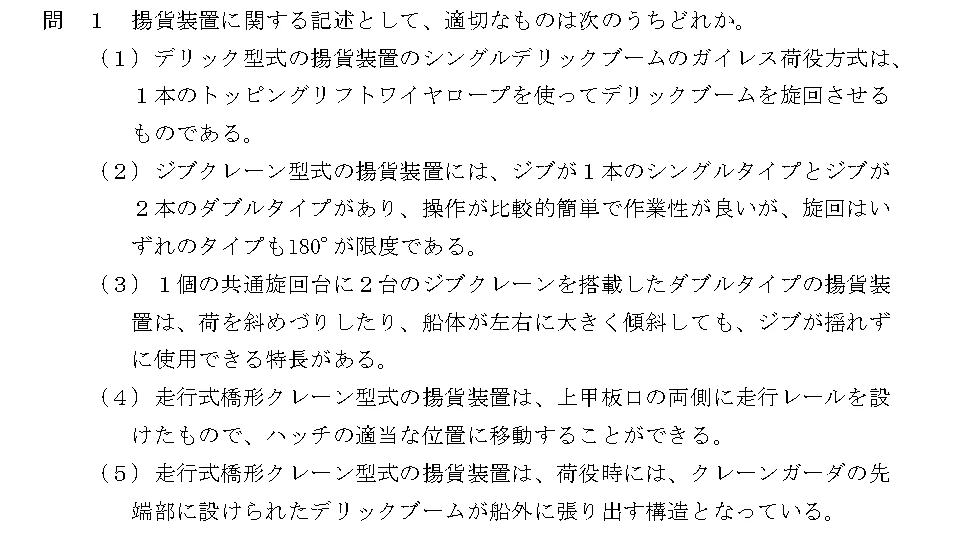 問　１　揚貨装置に関する記述として、適切なものは次のうちどれか。
（１）デリック型式の揚貨装置のシングルデリックブームのガイレス荷役方式は、
１本のトッピングリフトワイヤロープを使ってデリックブームを旋回させる
ものである。
（２）ジブクレーン型式の揚貨装置には、ジブが１本のシングルタイプとジブが
２本のダブルタイプがあり、操作が比較的簡単で作業性が良いが、旋回はい
ずれのタイプも180°が限度である。
（３）１個の共通旋回台に２台のジブクレーンを搭載したダブルタイプの揚貨装
置は、荷を斜めづりしたり、船体が左右に大きく傾斜しても、ジブが揺れず
に使用できる特長がある。
（４）走行式橋形クレーン型式の揚貨装置は、上甲板口の両側に走行レールを設
けたもので、ハッチの適当な位置に移動することができる。
（５）走行式橋形クレーン型式の揚貨装置は、荷役時には、クレーンガーダの先
端部に設けられたデリックブームが船外に張り出す構造となっている。